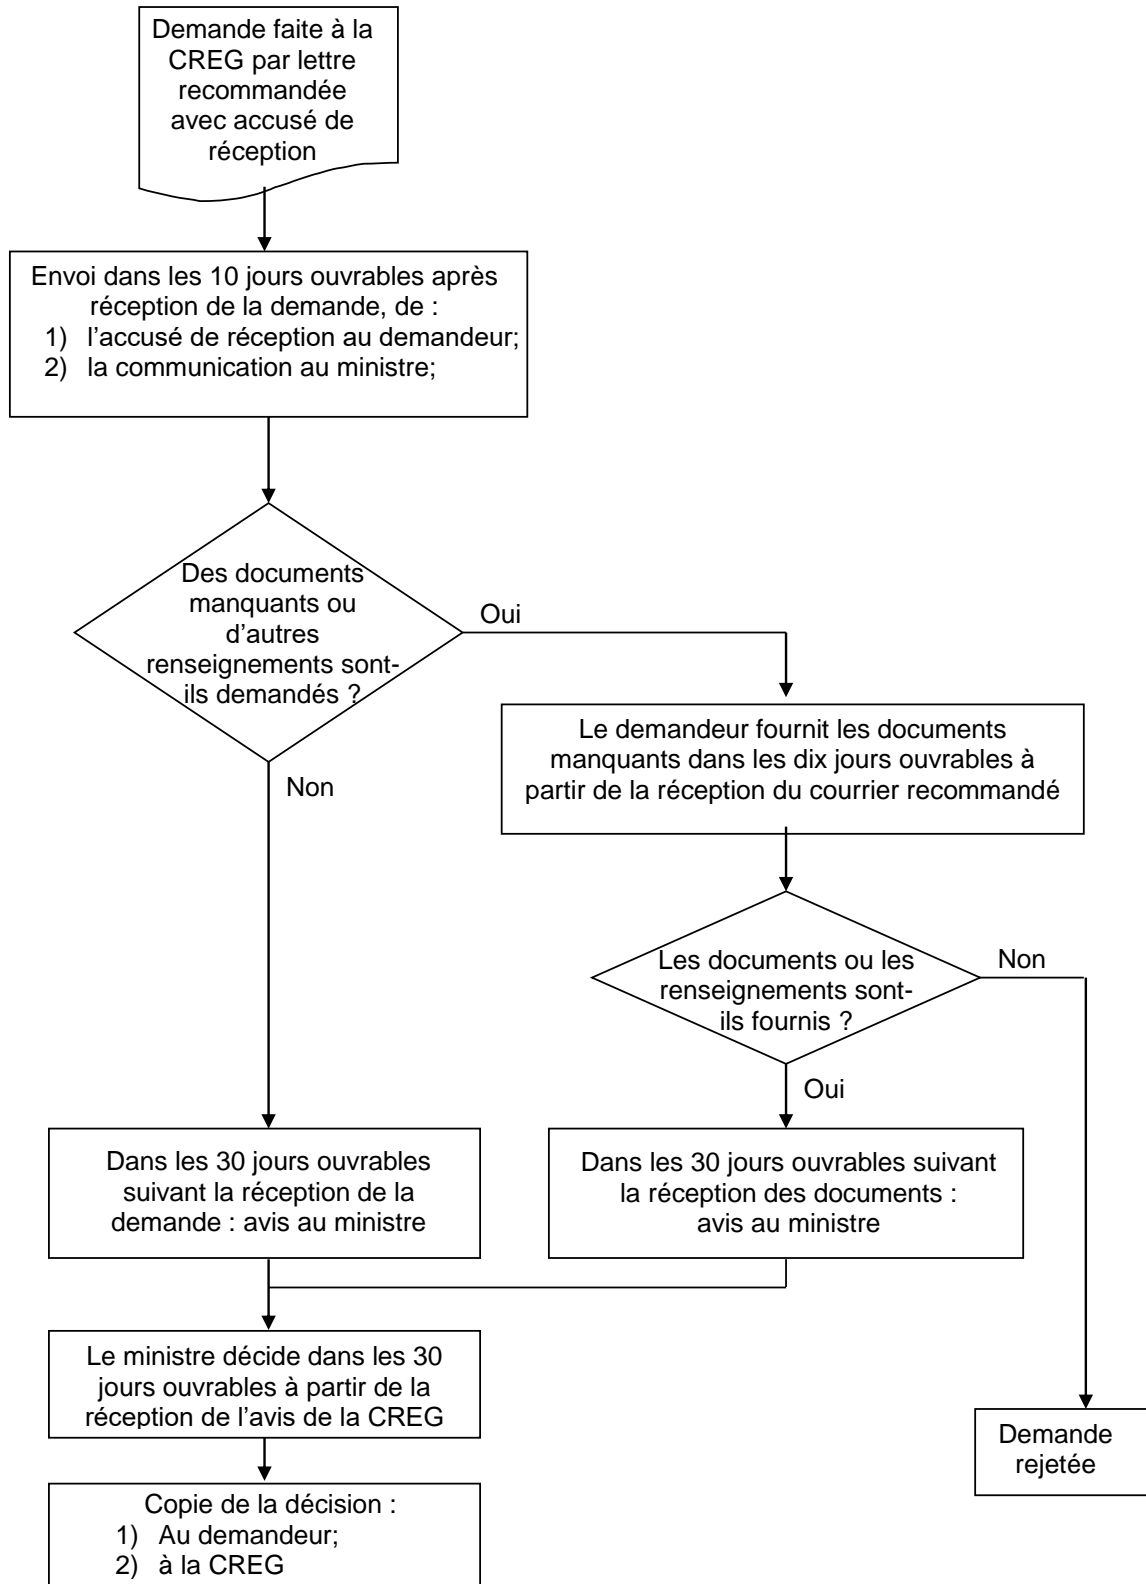 Demande faite à la
CREG par lettre
recommandée
avec accusé de
réception
Envoi dans les 10 jours ouvrables après
réception de la demande, de :
1) l’accusé de réception au demandeur;
2) la communication au ministre;
Des documents
manquants ou
d’autres
renseignements sont-
ils demandés ?
Oui
Non
Le demandeur fournit les documents
manquants dans les dix jours ouvrables à
partir de la réception du courrier recommandé
Les documents ou les
renseignements sont-
ils fournis ?
Non
Oui
Dans les 30 jours ouvrables
suivant la réception de la
demande : avis au ministre
Dans les 30 jours ouvrables suivant
la réception des documents :
avis au ministre
Le ministre décide dans les 30
jours ouvrables à partir de la
réception de l’avis de la CREG
Demande
rejetée
Copie de la décision :
1) Au demandeur;
2) à la CREG